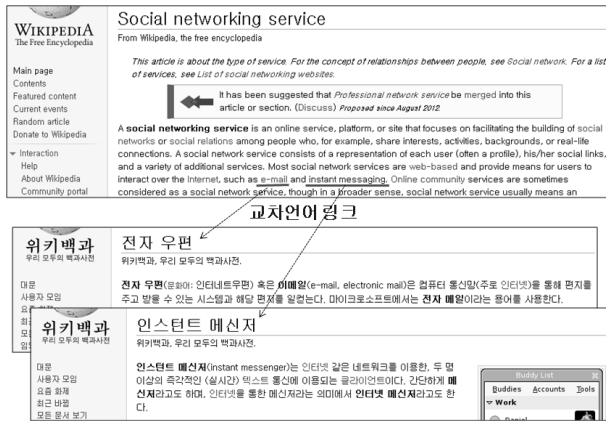 WIKIPEDIA
The Free Encyclopedia
Main page
Contents
Featured content
Current events
Random article
Donate to Wikipedia
Interaction
Help
About Wikipedia
Community portal
Social networking service
From Wikipedia, the free encyclopedia
This article is about the type of service. For the concept of relationships between people, see Social network. For a list
of services, see List of social networking websites.
It has been suggested that Professional network service be merged into this
article or section. (Discuss) Proposed since August 2012.
A social networking service is an online service, platform, or site that focuses on facilitating the building of social
networks or social relations among people who, for example, share interests, activities, backgrounds, or real-life
connections. A social network service consists of a representation of each user (often a profile), his/her social links,
and a variety of additional services. Most social network services are web-based and provide means for users to
interact over the Internet, such as e-mail and instant messaging. Online community services are sometimes
considered as a social network service, though in a broader sense, social network service usually means an
교차언어 링크
위키백과
우리 모두의 백과사전
대문
사용자 모임
요즘
최근
모든
전자 우편
위키백과, 우리 모두의 백과사전.
전자 우편(문화어: 인터네트우편) 혹은 이메일(e-mail, electronic mail)은 컴퓨터 통신망(주로 인터넷)을 통해 편지를
주고 받을 수 있는 시스템과 해당 편지를 일컫는다. 마이크로소프트에서는 전자 메일이라는 용어를 사용한다.
위키백과
우리 모두의 백과사전
대문
사용자 모임
요즘 화제
최근 바뀜
모든 문서 보기
인스턴트 메신저
위키백과, 우리 모두의 백과사전.
인스턴트 메신저(instant messenger)는 인터넷 같은 네트워크를 이용한, 두 명
이상의 즉각적인 (실시간) 텍스트 통신에 이용되는 클라이언트이다. 간단하게 메
신저라고도 하며, 인터넷을 통한 메신저라는 의미에서 인터넷 메신저라고도 한
다.
Buddy List
Buddies Accounts Tools
Work
Daniel